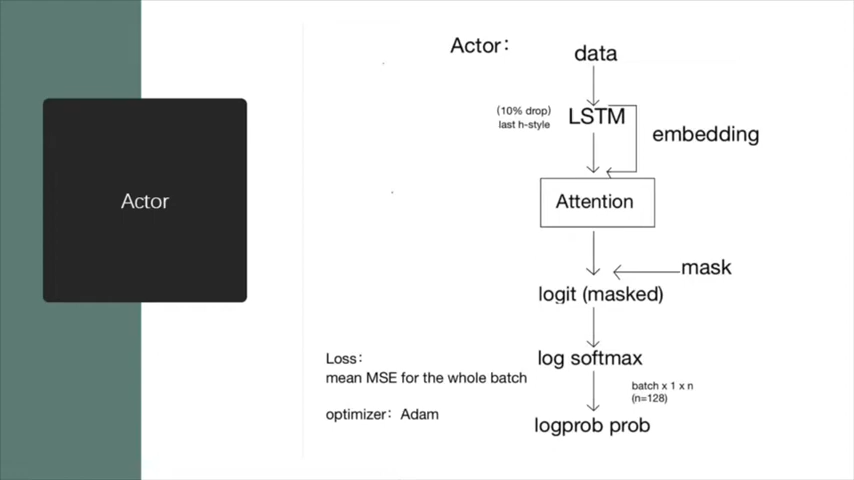 Actor
Actor:
data
(10% drop)
last h-style
LSTM
embedding
Attention
mask
logit (masked)
Loss:
mean MSE for the whole batch
log softmax
batch x 1 x n
(n=128)
optimizer: Adam
logprob prob